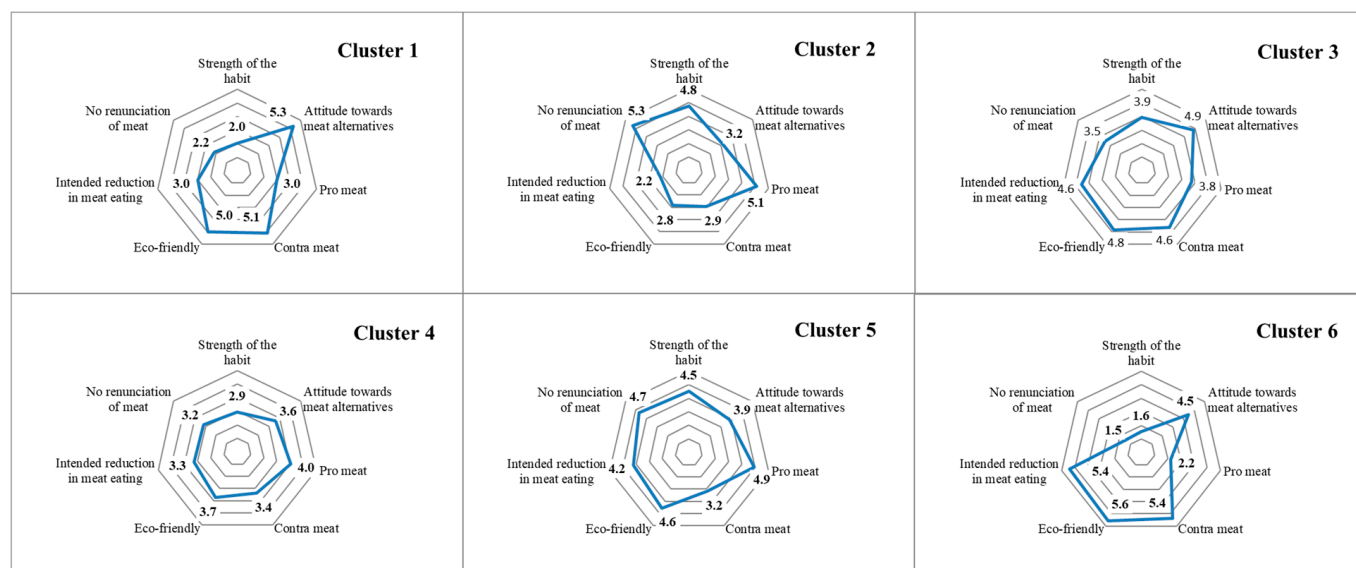 Cluster 1
Strength of the
habit
No renunciation
of meat
5.3
Attitude towards
meat alternatives
2.0
2.2
Intended reduction
in meat eating
3.0
3.0
Pro meat
5.0
5.1
Eco-friendly
Contra meat
Cluster 2
Strength of the
habit
4.8
No renunciation
of meat
5.3
Attitude towards
meat alternatives
3.2
Intended reduction
in meat eating
2.2
Pro meat
5.1
2.8
2.9
Eco-friendly
Contra meat
Cluster 3
Strength of the
habit
3.9
No renunciation
of meat
3.5
4.9
Attitude towards
meat alternatives
Intended reduction
in meat eating
4.6
3.8
Pro meat
4.8
4.6
Eco-friendly
Contra meat
Cluster 4
Strength of the
habit
2.9
No renunciation
of meat
3.2
3.6
Attitude towards
meat alternatives
Intended reduction
in meat eating
3.3
4.0
Pro meat
3.7
3.4
Eco-friendly
Contra meat
Cluster 5
Strength of the
habit
4.5
No renunciation
of meat
4.7
3.9
Attitude towards
meat alternatives
Intended reduction
in meat eating
4.2
4.9
Pro meat
4.6
3.2
Eco-friendly
Contra meat
Cluster 6
Strength of the
habit
No renunciation
of meat
4.5
Attitude towards
meat alternatives
1.6
1.5
Intended reduction
in meat eating
5.4
2.2
Pro meat
5.6
5.4
Eco-friendly
Contra meat